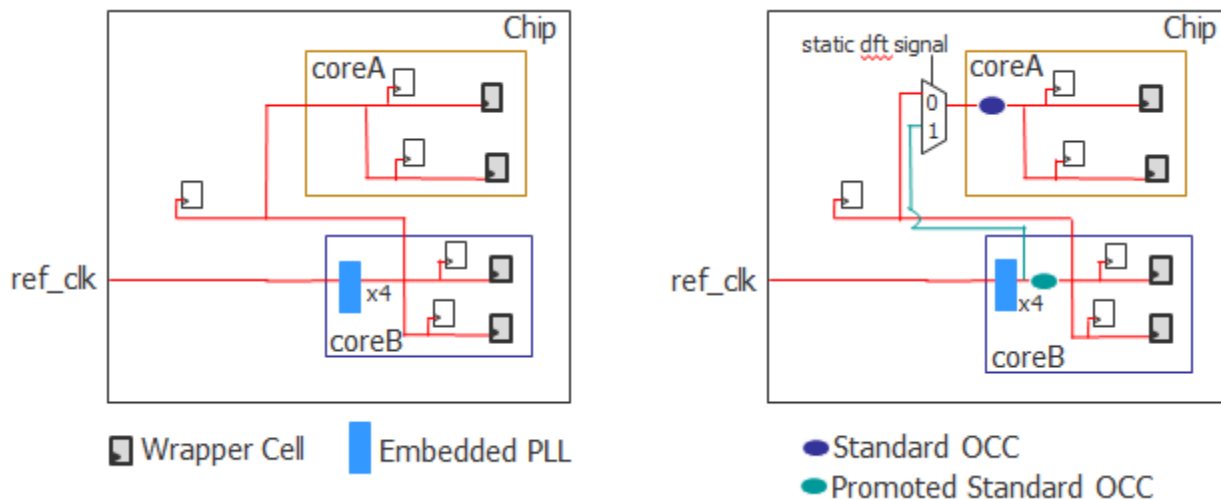 Chip
coreA
ref_clk
x4
coreB
Wrapper Cell
Embedded PLL
Chip
static dft signal
coreA
0
1
ref_clk
x4
coreB
Standard OCC
Promoted Standard OCC